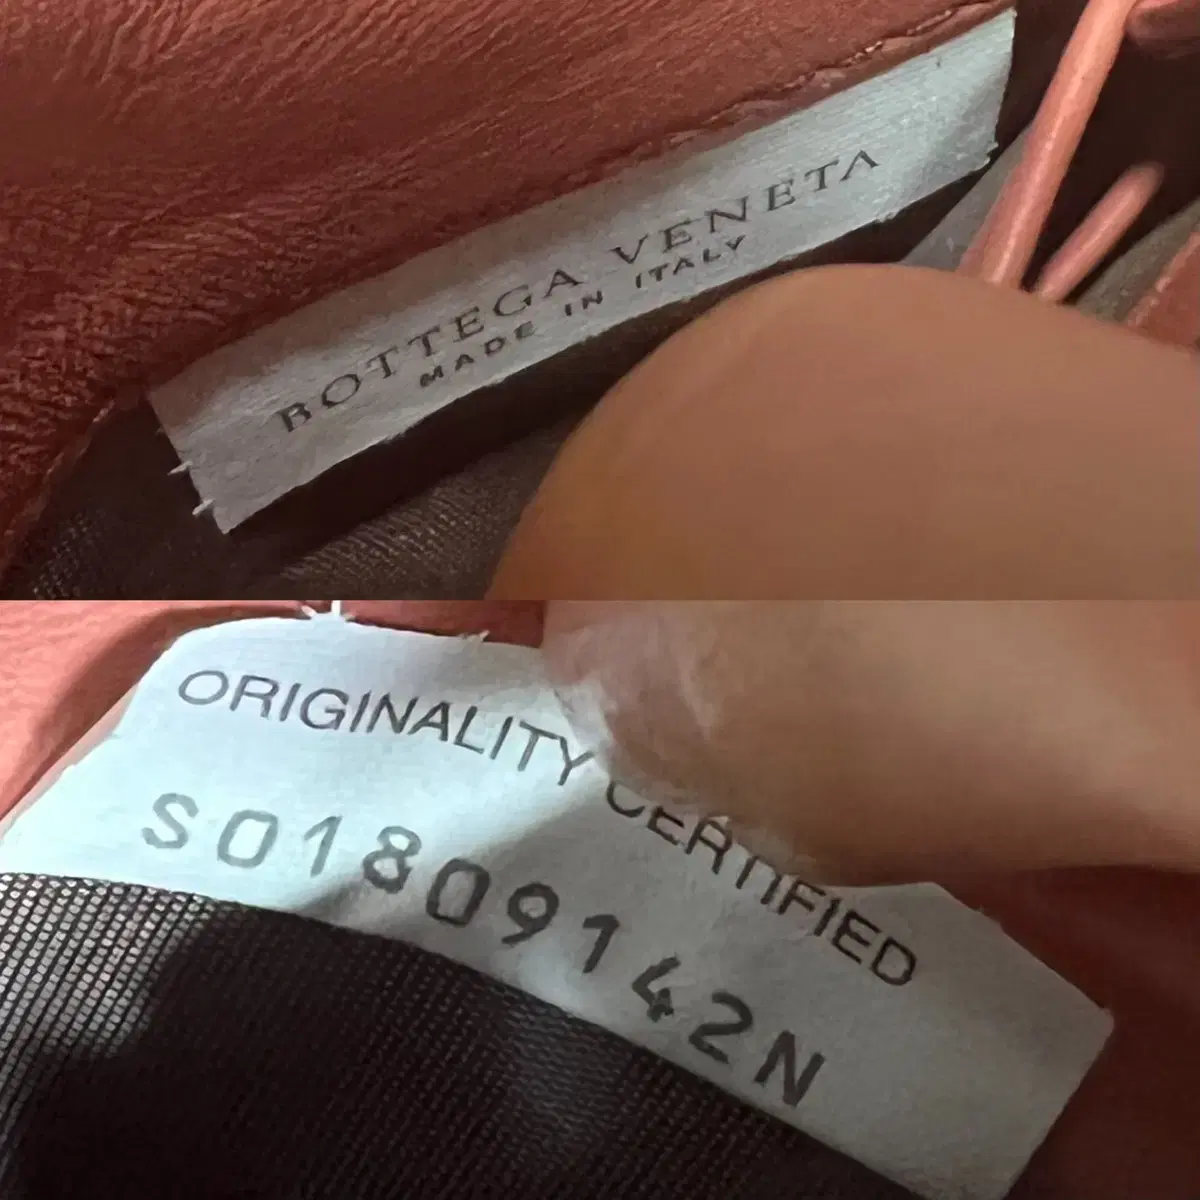 BOTTEGA VENETA
MADE IN ITALY
ORIGINALITY CERTIFIED
S01809142N